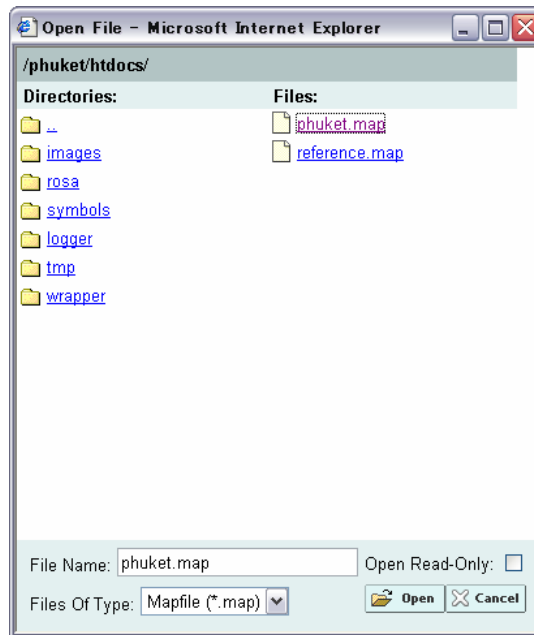 Open File - Microsoft Internet Explorer
/phuket/htdocs/
Directories: Files:
.. phuket.map
images reference.map
rosa
symbols
logger
tmp
wrapper
File Name: phuket.map Open Read-Only:
Files Of Type: Mapfile (*.map) Open Cancel